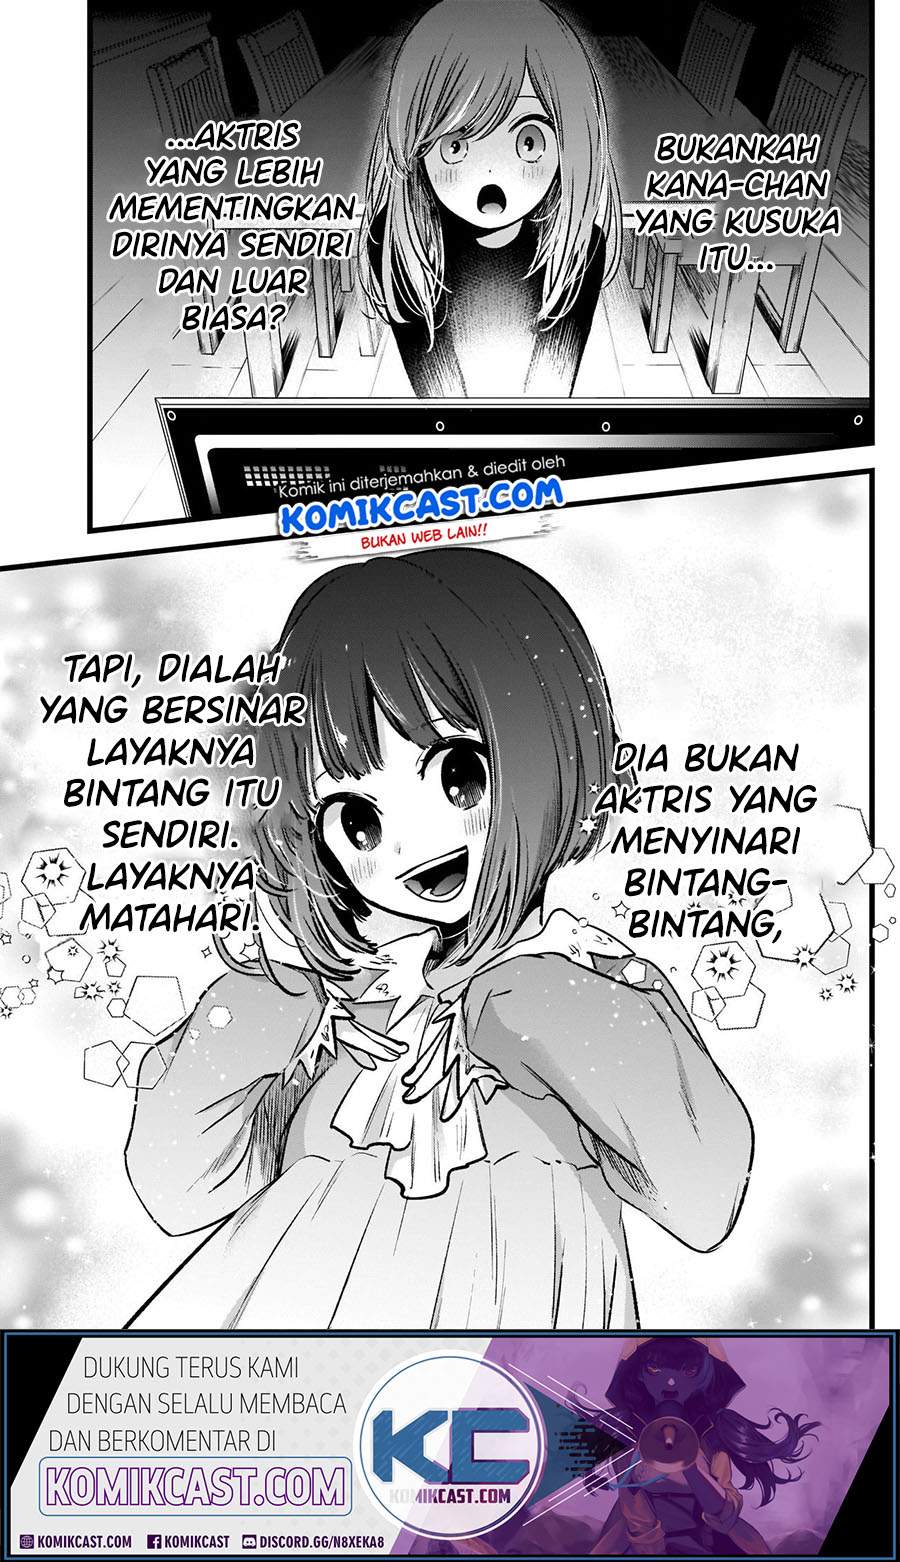 BUKANKAH
KANA-CHAN
YANG KUSUKA
ITU...
...AKTRIS
YANG LEBIH
MEMENTINGKAN
DIRINYA SENDIRI
DAN LUAR
BIASA?
Komik ini diterjemahkan & diedit oleh
KOMIKCAST.COM
BUKAN WEB LAIN!!
DIA BUKAN
AKTRIS YANG
MENYINARI
BINTANG-
BINTANG,
TAPI, DIALAH
YANG BERSINAR
LAYAKNYA
BINTANG ITU
SENDIRI.
LAYAKNYA
MATAHARI.
DUKUNG TERUS KAMI
DENGAN SELALU MEMBACA
DAN BERKOMENTAR DI
KOMIKCAST.COM
KOMIKCAST.COM KOMIKCAST DISCORD.GG/N8XEKA8
KC
KOMIKCAST.COM